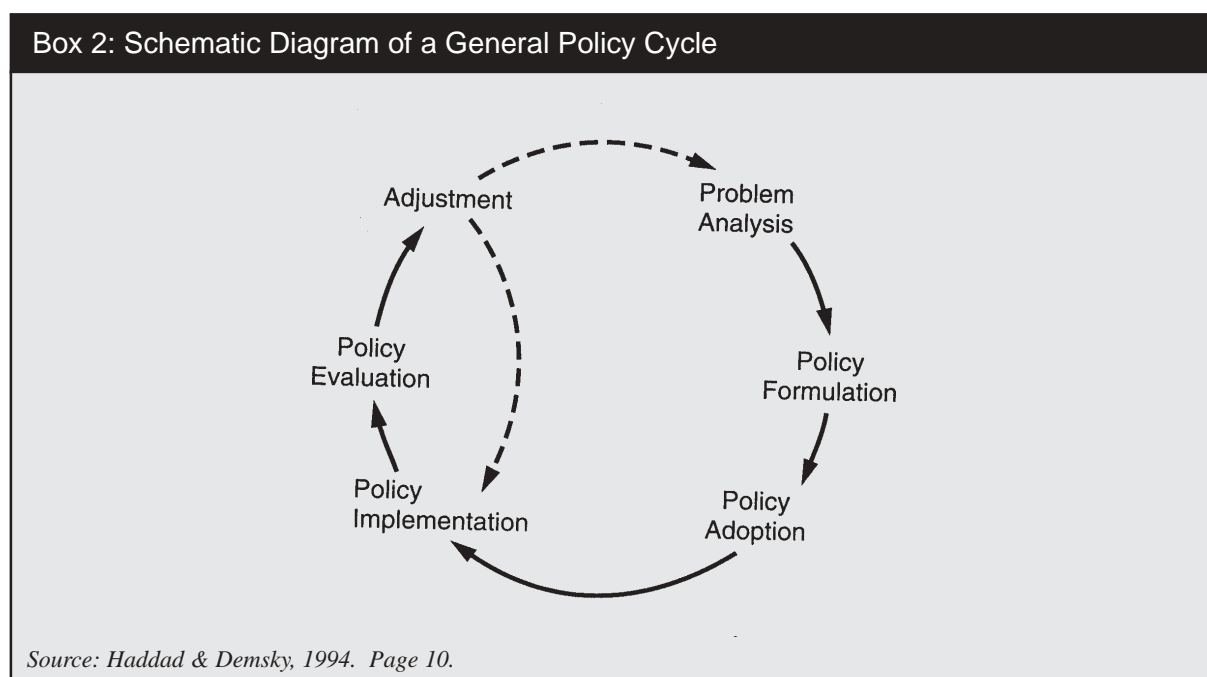 Box 2: Schematic Diagram of a General Policy Cycle
Adjustment
Problem
Analysis
Policy
Formulation
Policy
Adoption
Policy
Implementation
Policy
Evaluation
Source: Haddad & Demsky, 1994. Page 10.